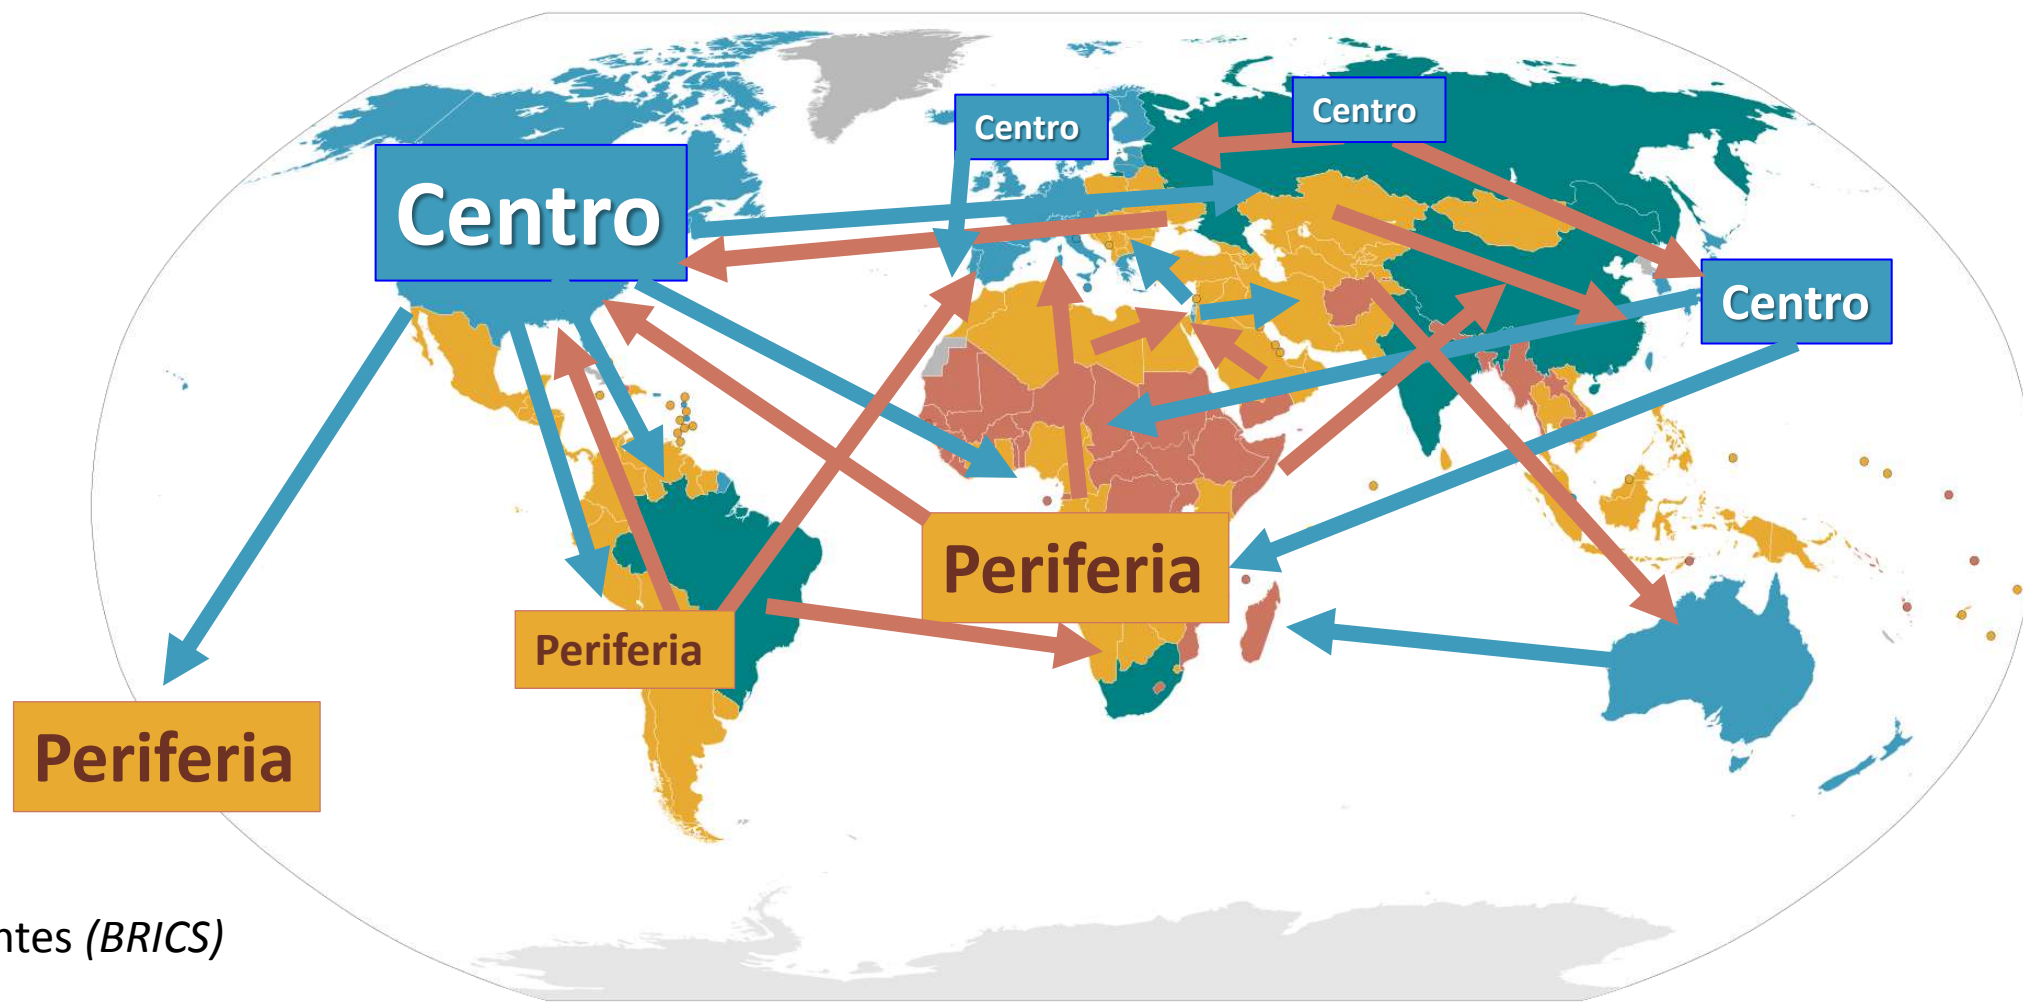 Centro
Centro
Centro
Centro
Periferia
Periferia
Periferia
ntes (BRICS)